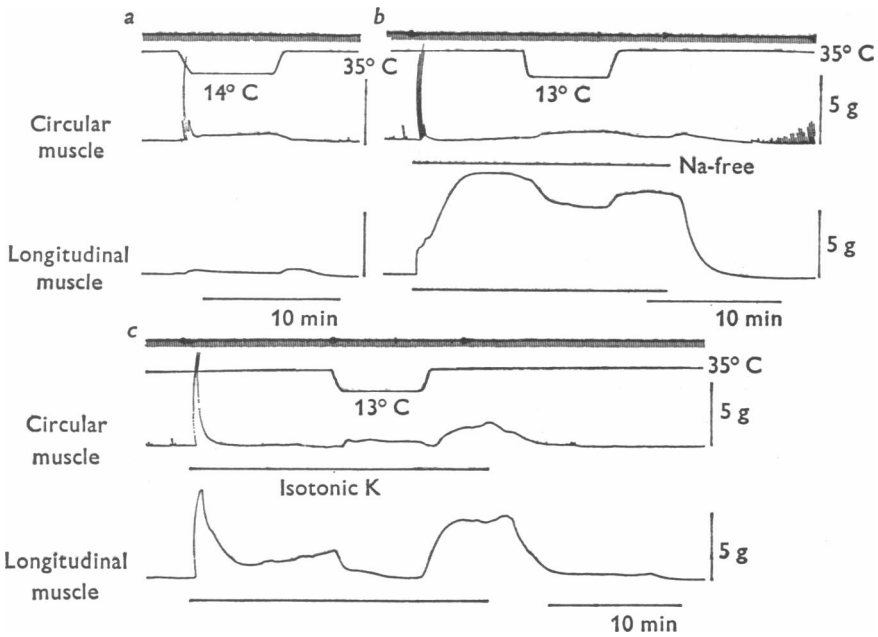 a
b
35° C
35° C
14° C
13° C
5 g
Circular
muscle
Na-free
Longitudinal
muscle
5 g
10 min
10 min
c
35° C
13° C
5 g
Circular
muscle
Isotonic K
Longitudinal
muscle
5 g
10 min